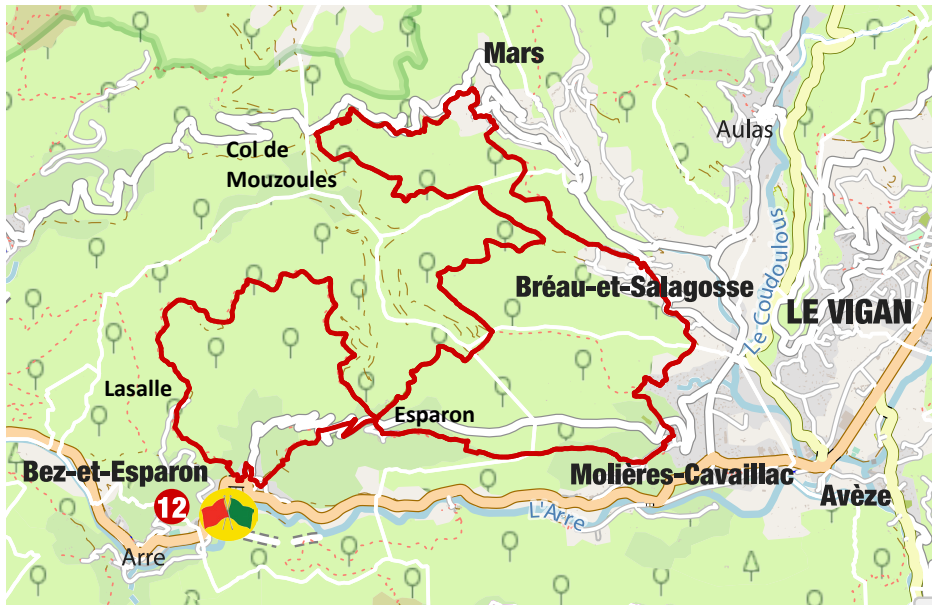 Mars
Aulas
Col de
Mouzoules
Le Coudoulous
Bréau-et-Salagosse
LE VIGAN
Lasalle
Esparon
Bez-et-Esparon
Molières-Cavaillac
12
Avèze
L'Arre
Arre